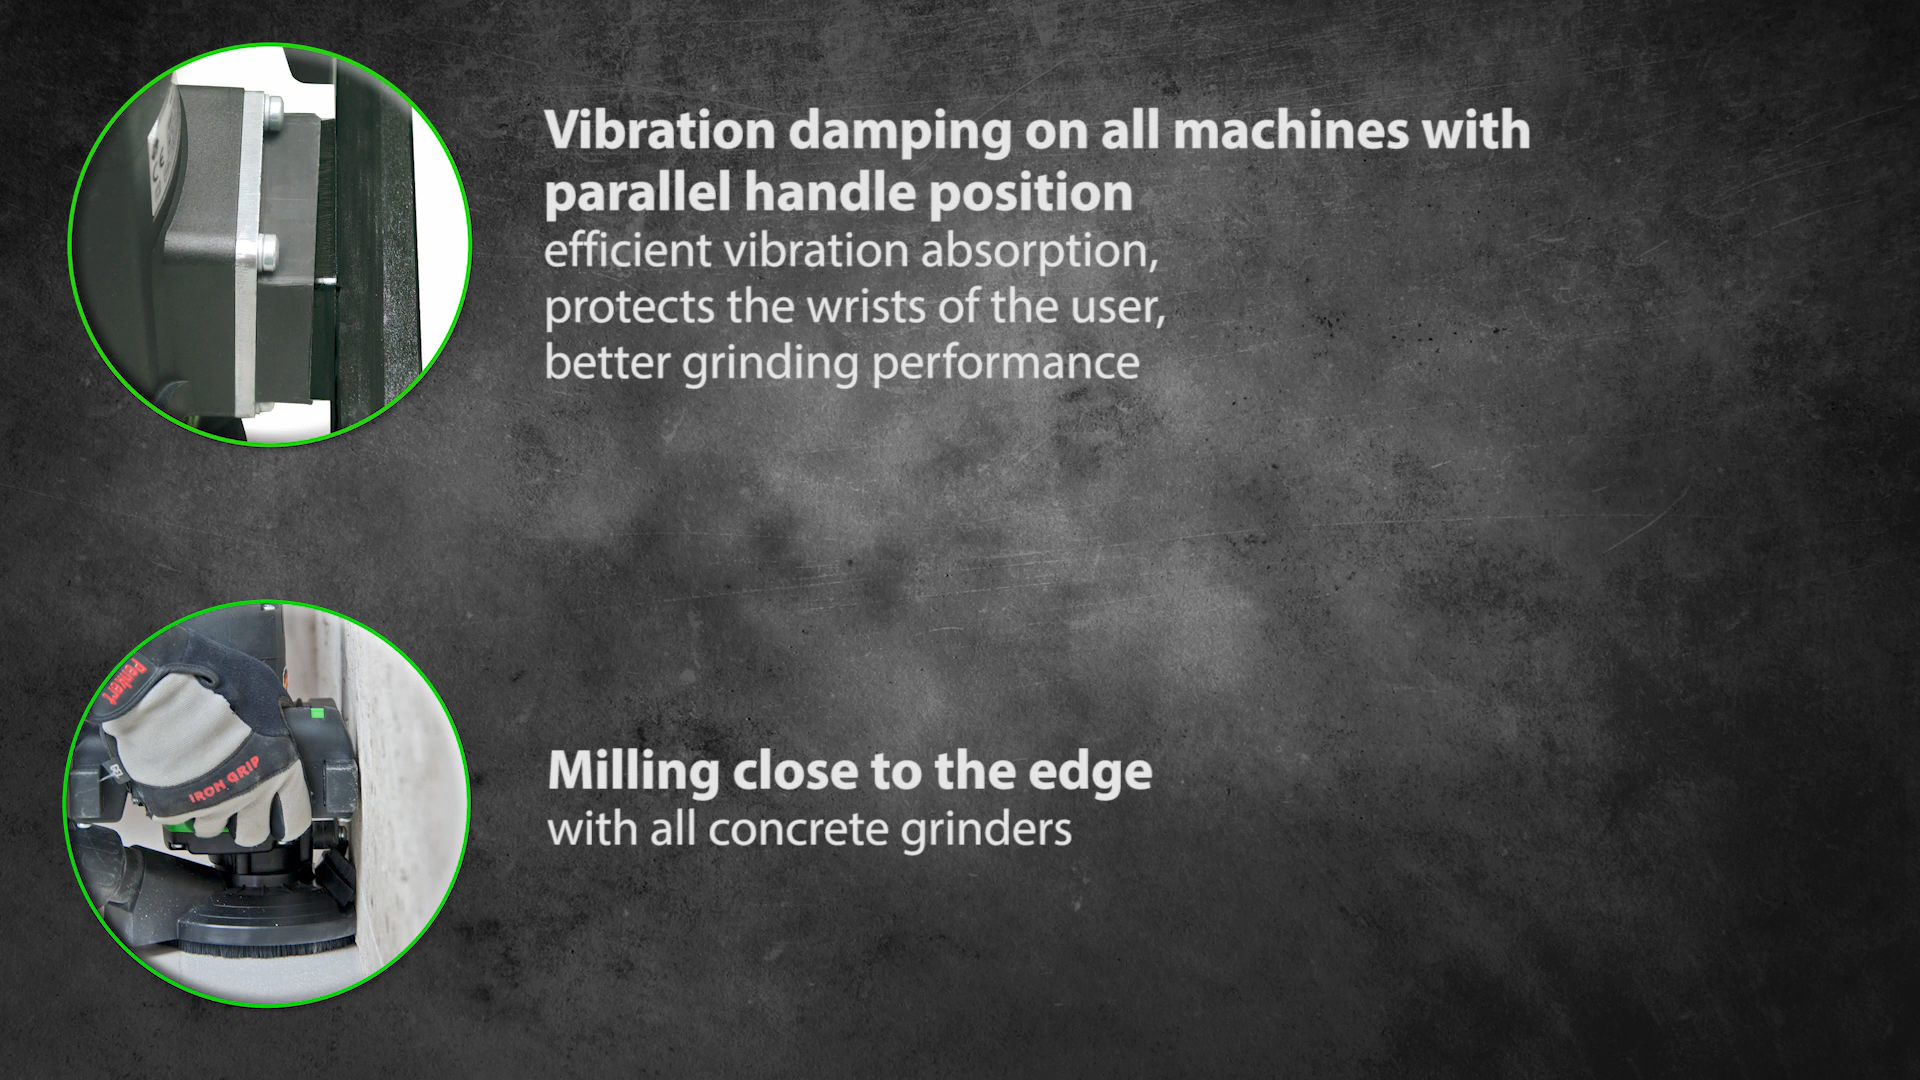 Vibration damping on all machines with
parallel handle position
efficient vibration absorption,
protects the wrists of the user,
better grinding performance
Penkert
IRON GRIP
Milling close to the edge
with all concrete grinders